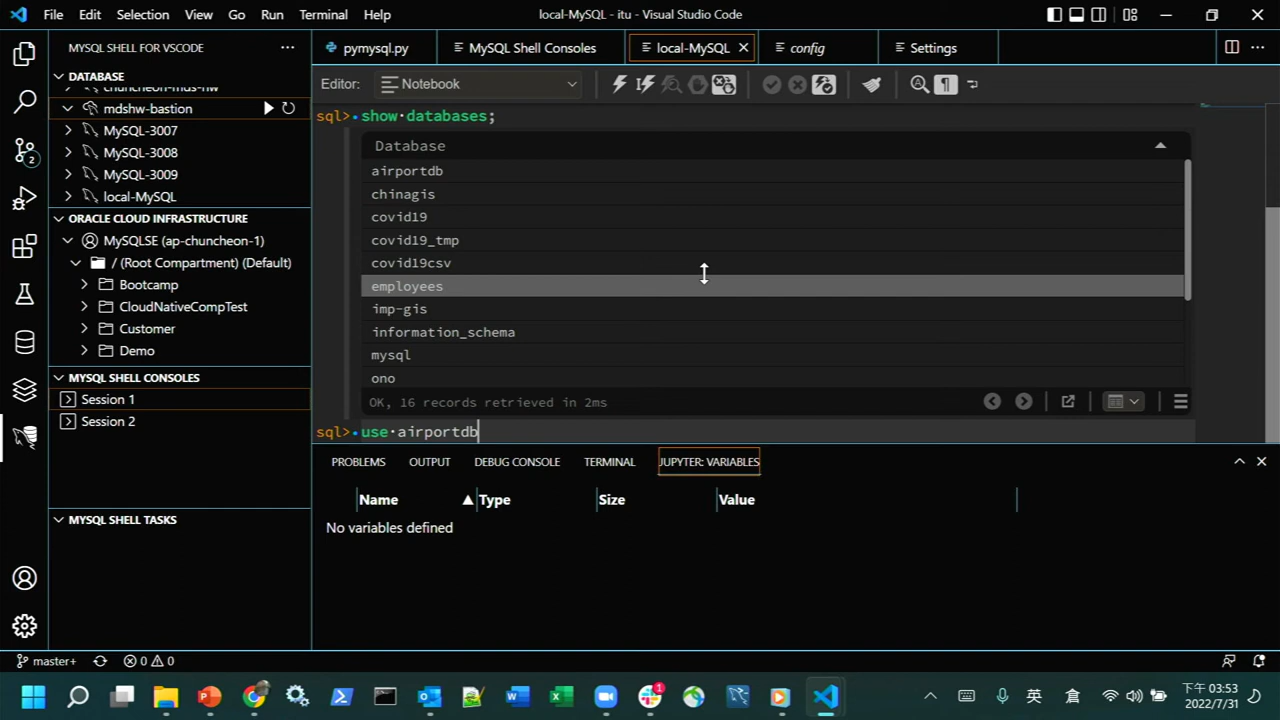 File Edit Selection View Go Run Terminal Help
local-MySQL - itu - Visual Studio Code
MYSQL SHELL FOR VSCODE
pymysql.py
MySQL Shell Consoles
local-MySQL
config
Settings
DATABASE
mdshw-bastion
MySQL-3007
MySQL-3008
MySQL-3009
local-MySQL
ORACLE CLOUD INFRASTRUCTURE
MySQLSE (ap-chuncheon-1)
/ (Root Compartment) (Default)
Bootcamp
CloudNativeCompTest
Customer
Demo
MYSQL SHELL CONSOLES
Session 1
Session 2
MYSQL SHELL TASKS
Editor: Notebook
sql> show databases;
Database
airportdb
chinagis
covid19
covid19_tmp
covid19csv
employees
imp-gis
information_schema
mysql
ono
OK, 16 records retrieved in 2ms
sql> use airportdb
PROBLEMS OUTPUT DEBUG CONSOLE TERMINAL JUPYTER: VARIABLES
Name Type Size Value
No variables defined
2
master+ 0 0
1
英 倉
下午 03:53
2022/7/31